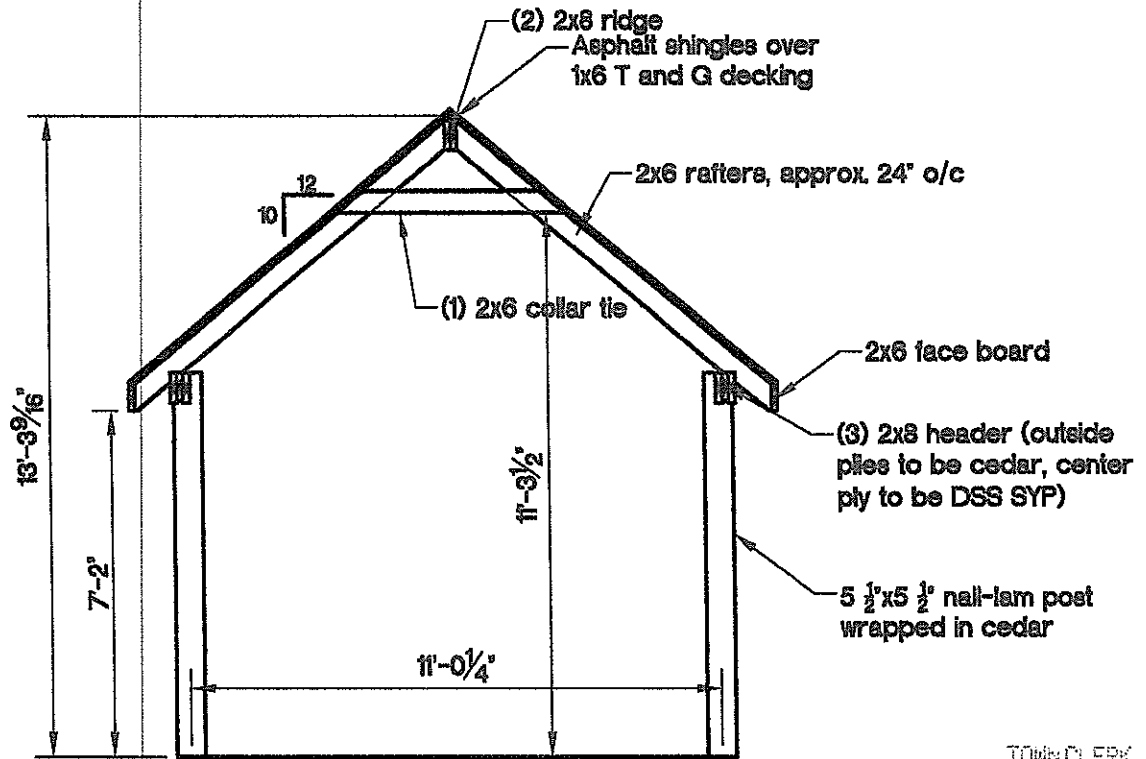 (2) 2x8 ridge
Asphalt shingles over
1x6 T and G decking
2x6 rafters, approx. 24" o/c
12
10
(1) 2x6 collar tie
2x6 face board
(3) 2x8 header (outside
plies to be cedar, center
ply to be DSS SYP)
13'-3 9/16"
11'-3 1/2"
7'-2"
5 1/2"x5 1/2" nail-lam post
wrapped in cedar
11'-0 1/4"
TOWN CLERK